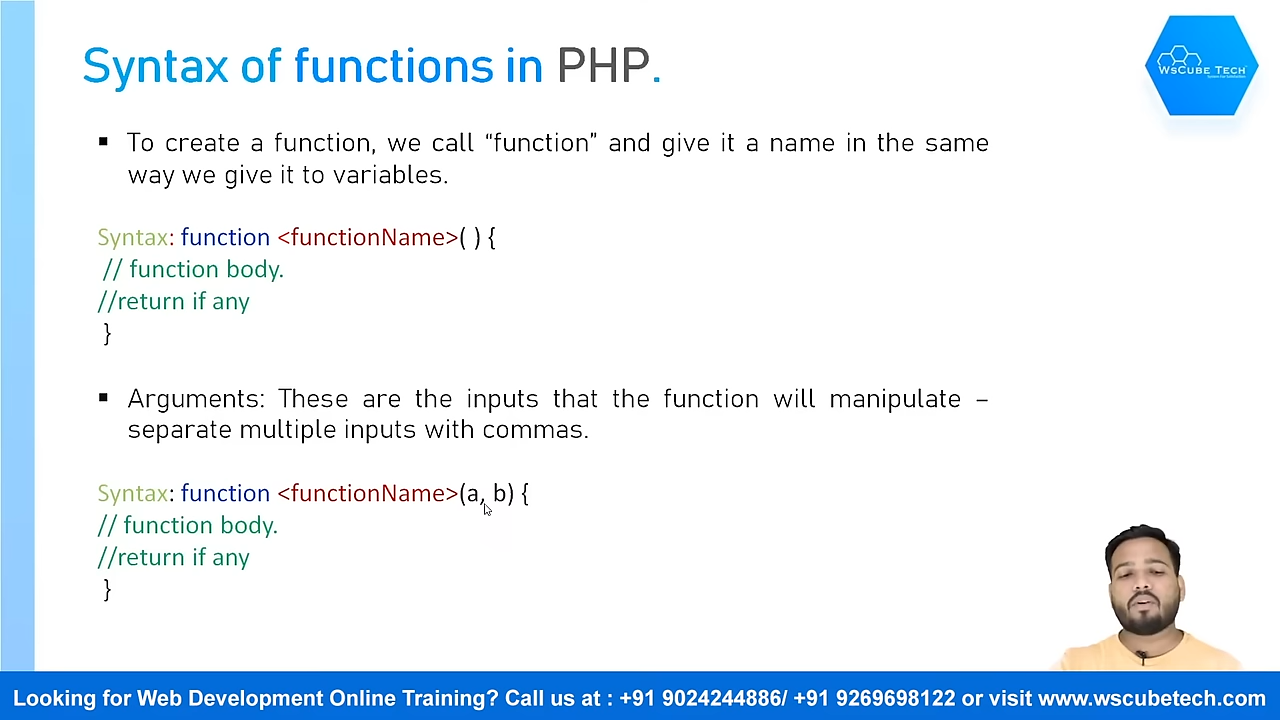 Syntax of functions in PHP.
WsCube Tech
▪ To create a function, we call “function” and give it a name in the same
way we give it to variables.
Syntax: function <functionName>( ) {
// function body.
//return if any
}
▪ Arguments: These are the inputs that the function will manipulate –
separate multiple inputs with commas.
Syntax: function <functionName>(a, b) {
// function body.
//return if any
}
Looking for Web Development Online Training? Call us at : +91 9024244886/ +91 9269698122 or visit www.wscubetech.com